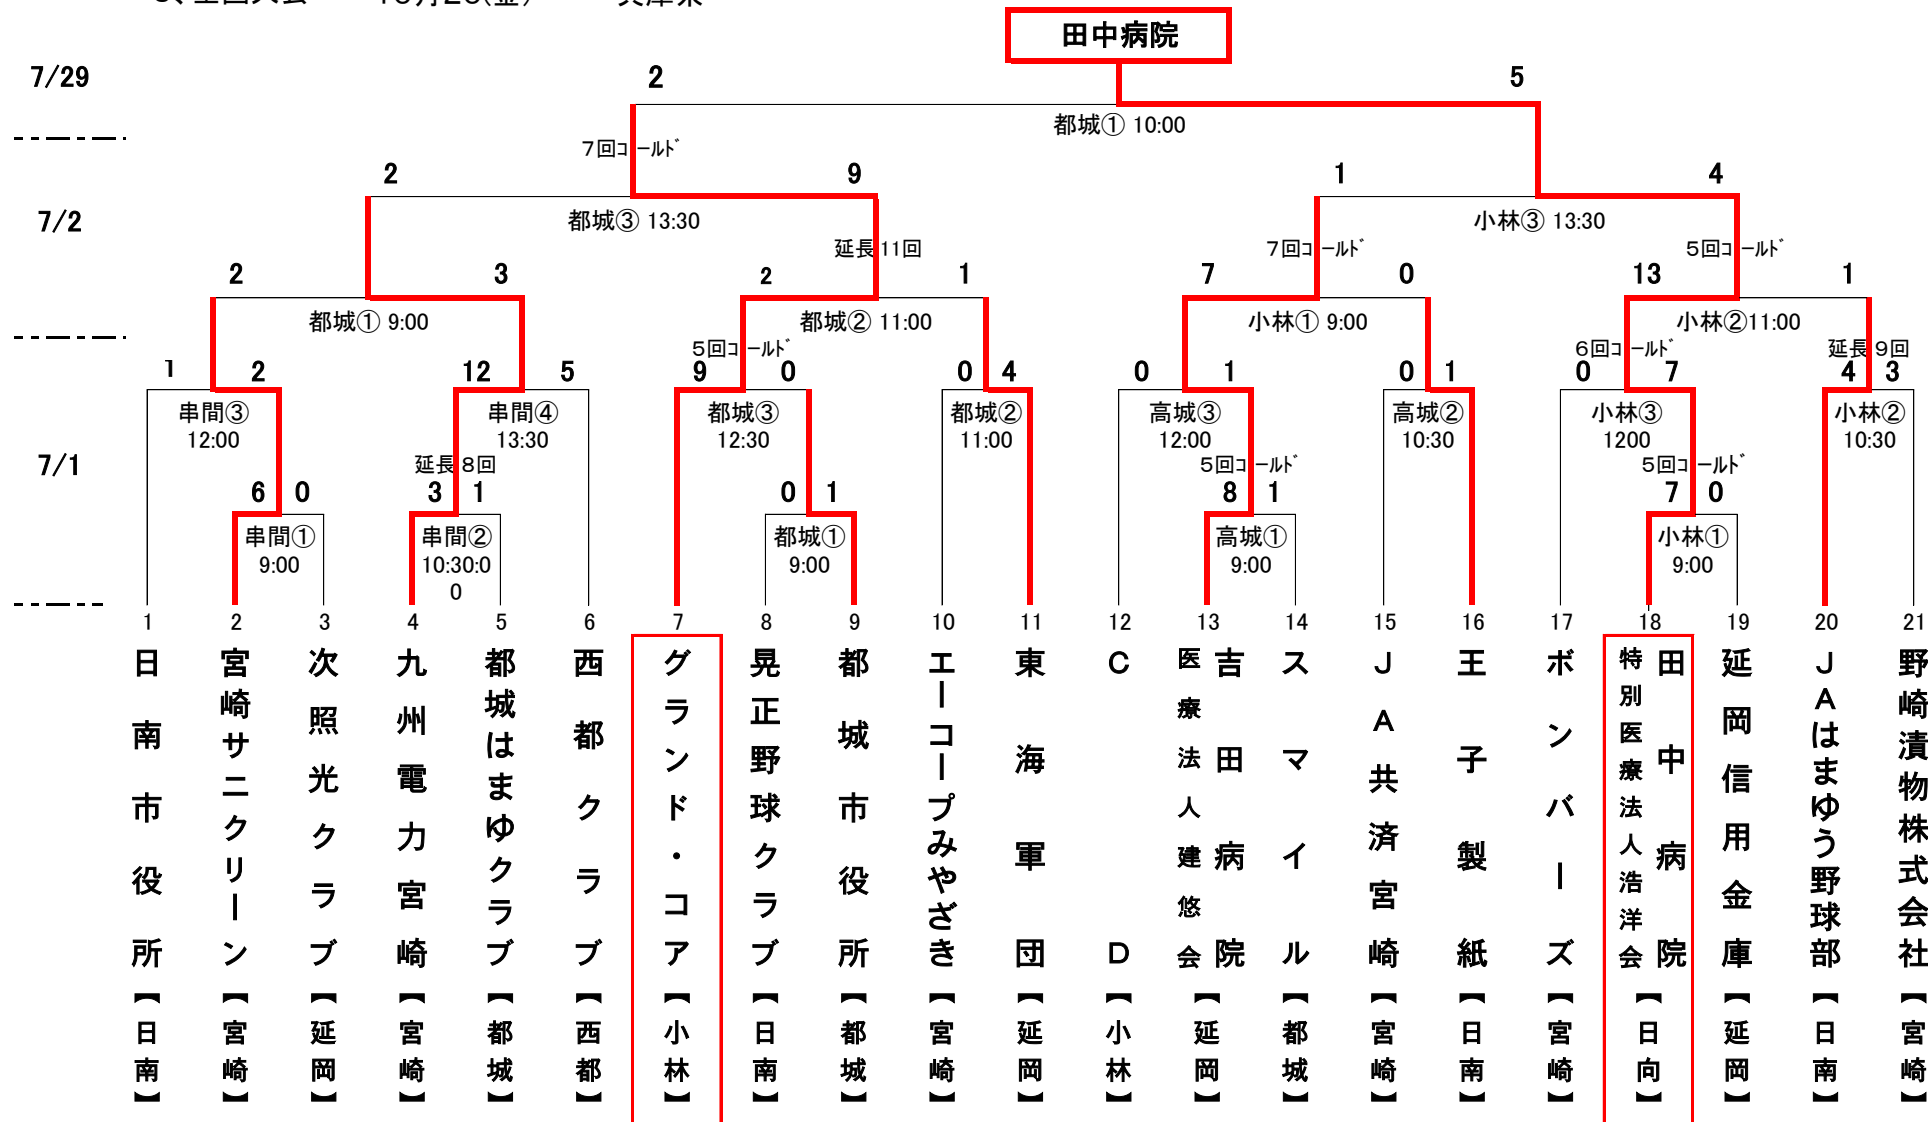 田中病院
7/29
2
5
都城① 10:00
7回ｺｰﾙﾄﾞ
2
9
1
4
7/2
都城③ 13:30
小林③ 13:30
延長 11回
7回ｺｰﾙﾄﾞ
5回ｺｰﾙﾄﾞ
2
3
2
1
7
0
13
1
都城① 9:00
都城② 11:00
小林① 9:00
小林②11:00
5回ｺｰﾙﾄﾞ
6回ｺｰﾙﾄﾞ
延長 9回
1
2
12
5
9
0
0
4
0
1
0
1
0
7
4
3
串間③
12:00
串間④
13:30
都城③
12:30
都城②
11:00
高城③
12:00
高城②
10:30
小林③
1200
小林②
10:30
7/1
延長 8回
5回ｺｰﾙﾄﾞ
5回ｺｰﾙﾄﾞ
6
0
3
1
0
1
8
1
7
0
串間①
9:00
串間②
10:30:0
0
都城①
9:00
高城①
9:00
小林①
9:00
1
2
3
4
5
6
7
8
9
10
11
12
13
14
15
16
17
18
19
20
21
日南市役所【日南】
宮崎サニクリーン【宮崎】
次照光クラブ【延岡】
九州電力宮崎【宮崎】
都城はまゆクラブ【都城】
西都クラブ【西都】
グランド・コア【小林】
晃正野球クラブ【日南】
都城市役所【都城】
エーコープみやざき【宮崎】
東海軍団【延岡】
CD【小林】
医療法人建悠会
吉田病院
【延岡】
スマイル【都城】
JA共済宮崎【宮崎】
王子製紙【日南】
ボンバーズ【宮崎】
特別医療法人浩洋会
田中病院
【日向】
延岡信用金庫【延岡】
JAはまゆう野球部【日南】
野崎漬物株式会社【宮崎】